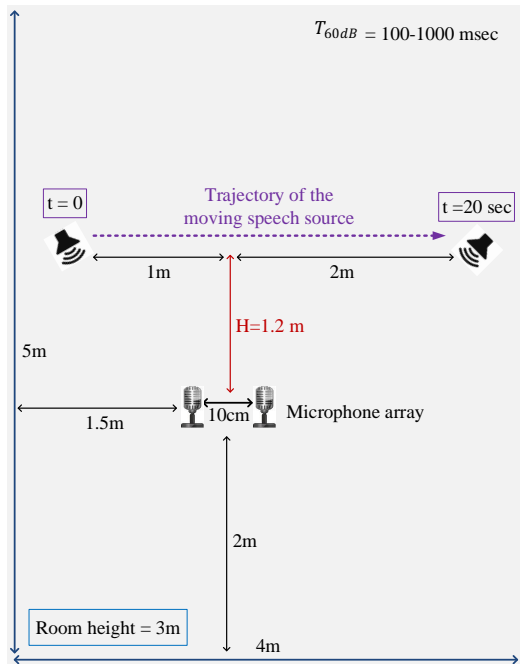 T60dB = 100-1000 msec
t = 0
Trajectory of the
moving speech source
t =20 sec
1m
2m
H=1.2 m
5m
10cm
Microphone array
1.5m
2m
Room height = 3m
4m